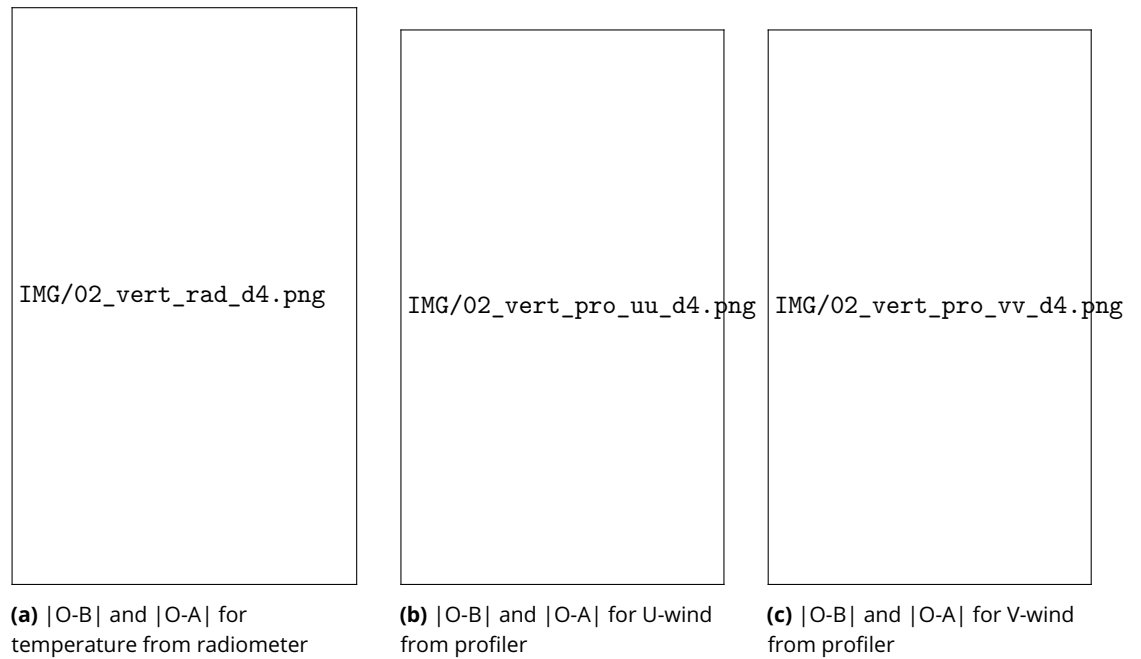 IMG/02_vert_rad_d4.png
IMG/02_vert_pro_uu_d4.png
IMG/02_vert_pro_vv_d4.png
(a) |O-B| and |O-A| for
temperature from radiometer
(b) |O-B| and |O-A| for U-wind
from profiler
(c) |O-B| and |O-A| for V-wind
from profiler